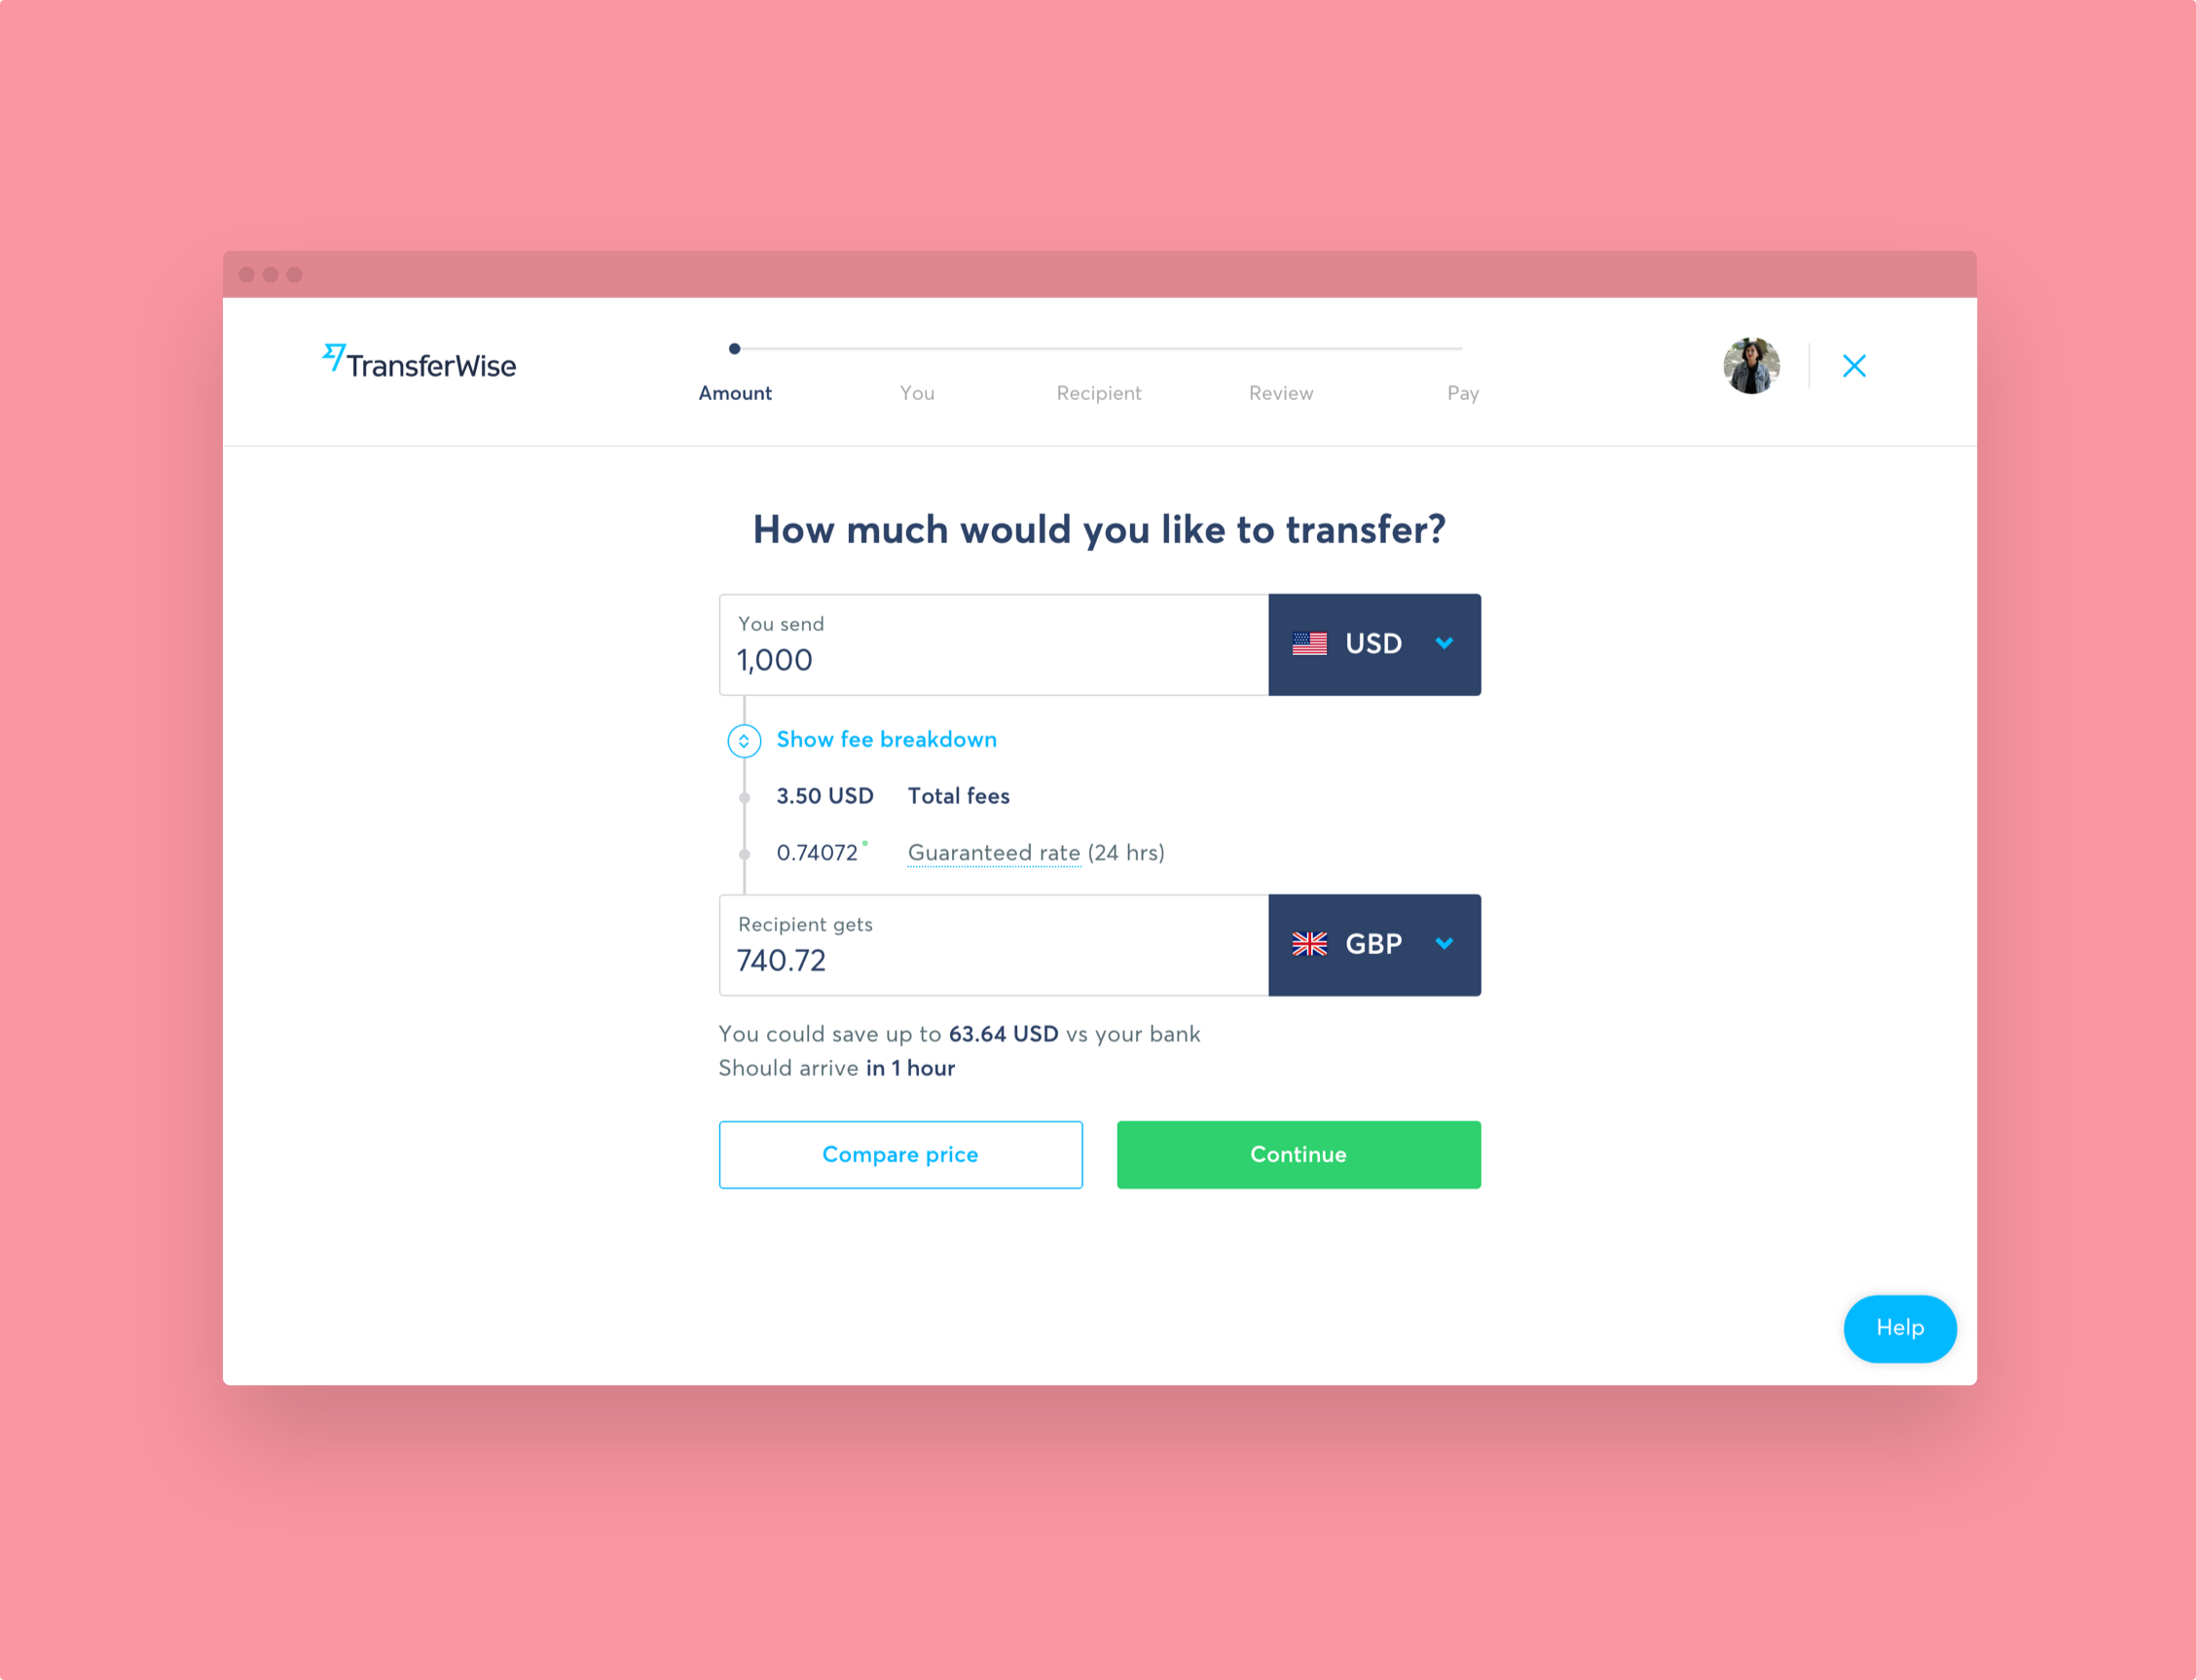 TransferWise
Amount You Recipient Review Pay
How much would you like to transfer?
You send
1,000
USD
Show fee breakdown
3.50 USD Total fees
0.74072 Guaranteed rate (24 hrs)
Recipient gets
740.72
GBP
You could save up to 63.64 USD vs your bank
Should arrive in 1 hour
Compare price Continue
Help